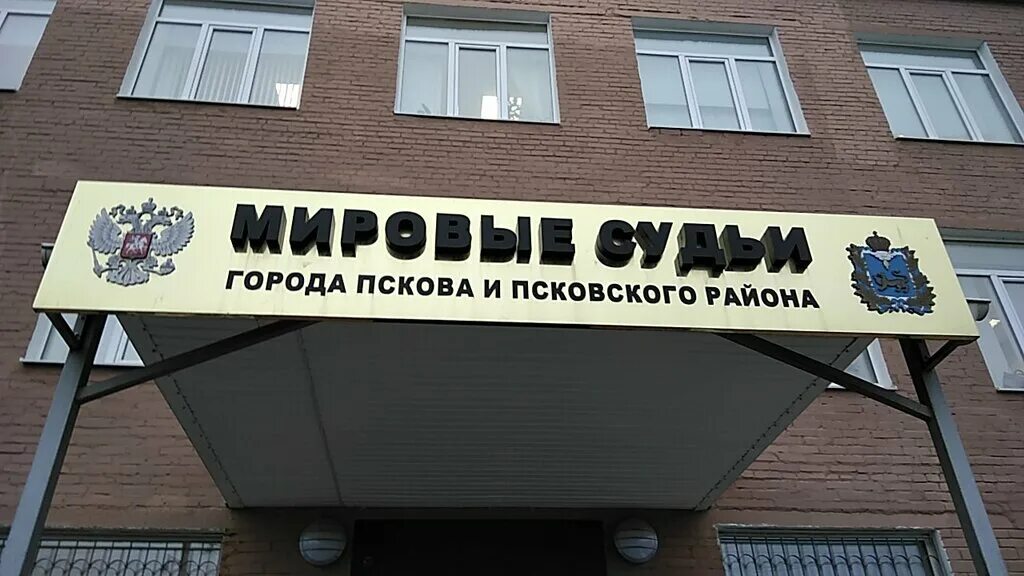 МИРОВЫЕ СУДЬИ
ГОРОДА ПСКОВА И ПСКОВСКОГО РАЙОНА